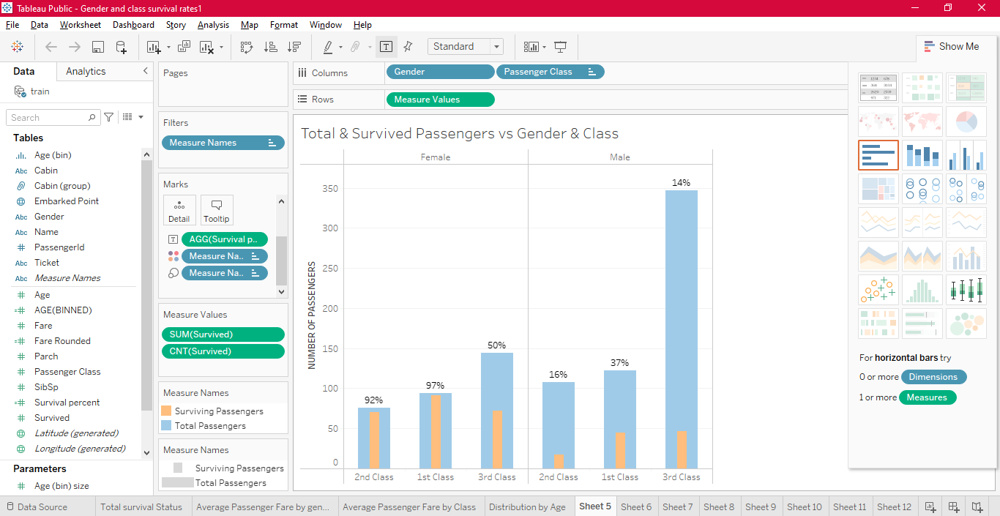 Tableau Public - Gender and class survival rates1
File Data Worksheet Dashboard Story Analysis Map Format Window Help
Standard
Show Me
Data Analytics
train
Search
Tables
Age (bin)
Abc Cabin
Cabin (group)
Embarked Point
Abc Gender
Abc Name
PassengerId
Abc Ticket
Abc Measure Names
Age
AGE(BINNED)
Fare
Fare Rounded
Parch
Passenger Class
SibSp
Survival percent
Survived
Latitude (generated)
Longitude (generated)
Parameters
Age (bin) size
Pages
Filters
Measure Names
Marks
Detail Tooltip
AGG(Survival p..
Measure Na..
Measure Na..
Measure Values
SUM(Survived)
CNT(Survived)
Measure Names
Surviving Passengers
Total Passengers
Measure Names
Surviving Passengers
Total Passengers
Columns Gender Passenger Class
Rows Measure Values
Total & Survived Passengers vs Gender & Class
Female Male
NUMBER OF PASSENGERS
350
300
250
200
150
100
50
0
92% 97% 50% 16% 37% 14%
2nd Class 1st Class 3rd Class 2nd Class 1st Class 3rd Class
For horizontal bars try
0 or more Dimensions
1 or more Measures
Data Source Total survival Status Average Passenger Fare by gen... Average Passenger Fare by Class Distribution by Age Sheet 5 Sheet 6 Sheet 7 Sheet 8 Sheet 9 Sheet 10 Sheet 11 Sheet 12